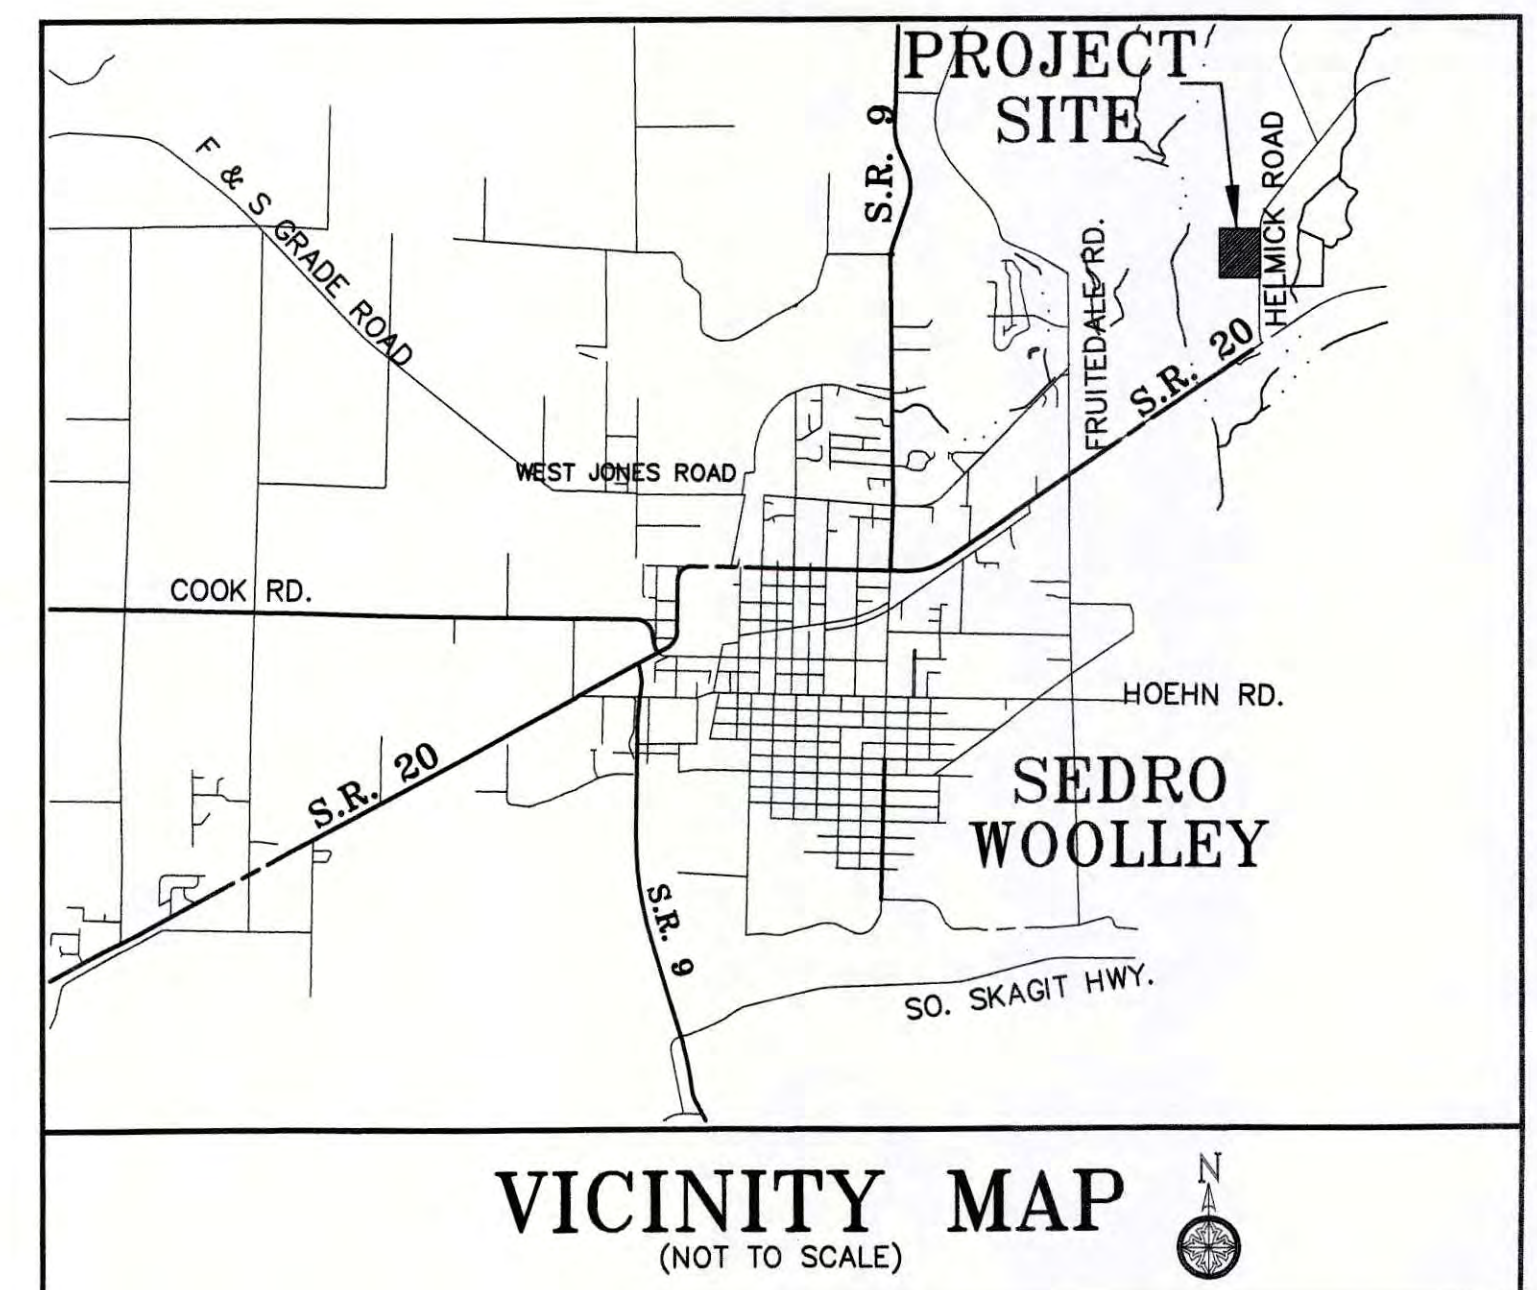 PROJECT
SITE
S.R. 9
HELMICK ROAD
F & S GRADE ROAD
FRUITEDALE RD.
S.R. 20
WEST JONES ROAD
COOK RD.
HOEHN RD.
S.R. 20
SEDRO
WOOLLEY
S.R. 9
SO. SKAGIT HWY.
VICINITY MAP
(NOT TO SCALE)
N